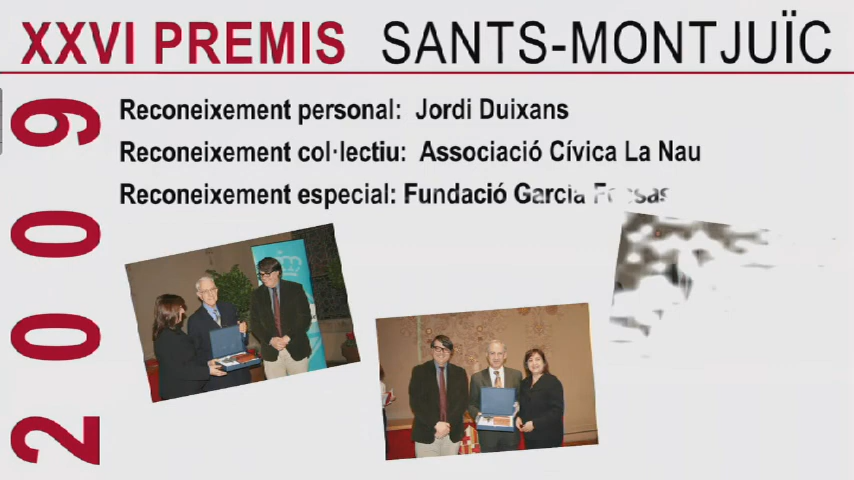 XXVI PREMIS SANTS-MONTJUÏC
2009
Reconeixement personal: Jordi Duixans
Reconeixement col·lectiu: Associació Cívica La Nau
Reconeixement especial: Fundació García